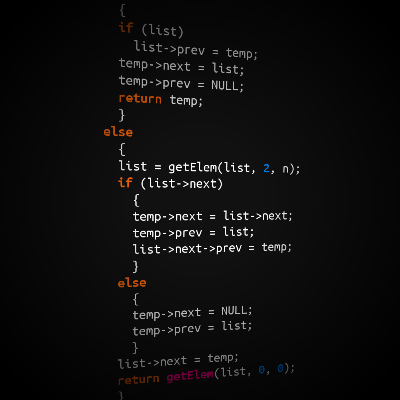 {
if (list)
list->prev = temp;
temp->next = list;
temp->prev = NULL;
return temp;
}
else
{
list = getElem(list, 2, n);
if (list->next)
{
temp->next = list->next;
temp->prev = list;
list->next->prev = temp;
}
else
{
temp->next = NULL;
temp->prev = list;
}
list->next = temp;
return getElem(list, 0, 0);
}